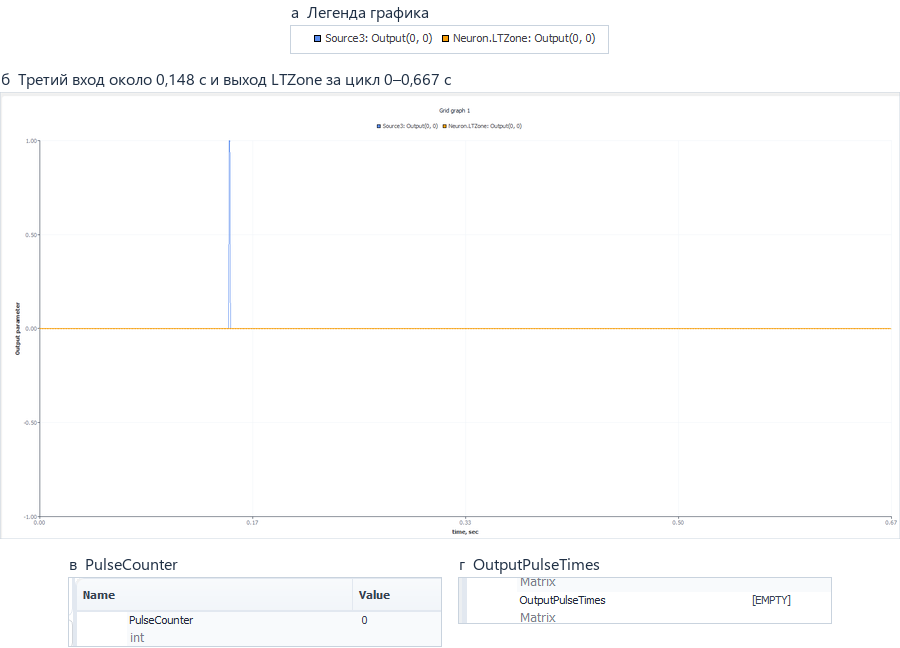 а Легенда графика
Source3: Output(0, 0) Neuron.LTZone: Output(0, 0)
б Третий вход около 0,148 с и выход LTZone за цикл 0–0,667 с
Grid graph 1
Source3: Output(0, 0) Neuron.LTZone: Output(0, 0)
1.00
0.50
0.00
-0.50
-1.00
Output parameter
0.00 0.17 0.33 0.50 0.67
time, sec
в PulseCounter
Name Value
PulseCounter 0
int
г OutputPulseTimes
Matrix
OutputPulseTimes [EMPTY]
Matrix